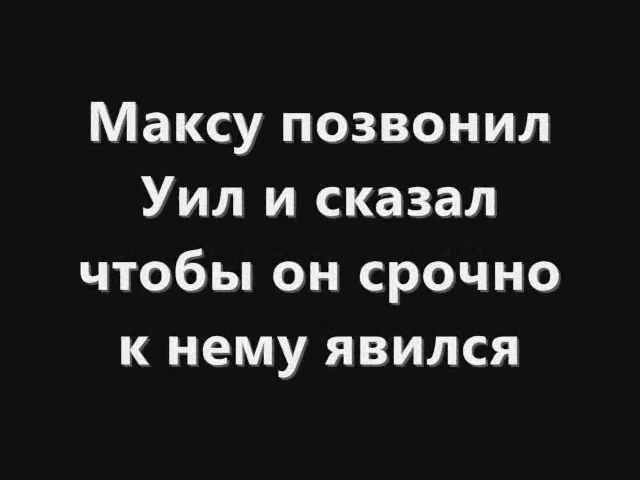 Максу позвонил
Уил и сказал
чтобы он срочно
к нему явился